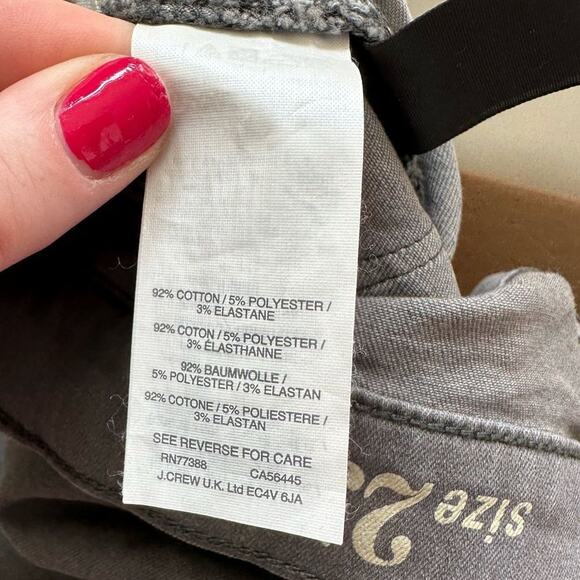 92% COTTON / 5% POLYESTER /
3% ELASTANE
92% COTON / 5% POLYESTER /
3% ÉLASTHANNE
92% BAUMWOLLE /
5% POLYESTER / 3% ELASTAN
92% COTONE / 5% POLIESTERE /
3% ELASTAN
SEE REVERSE FOR CARE
RN77388 CA56445
J.CREW U.K. Ltd EC4V 6JA
size 2